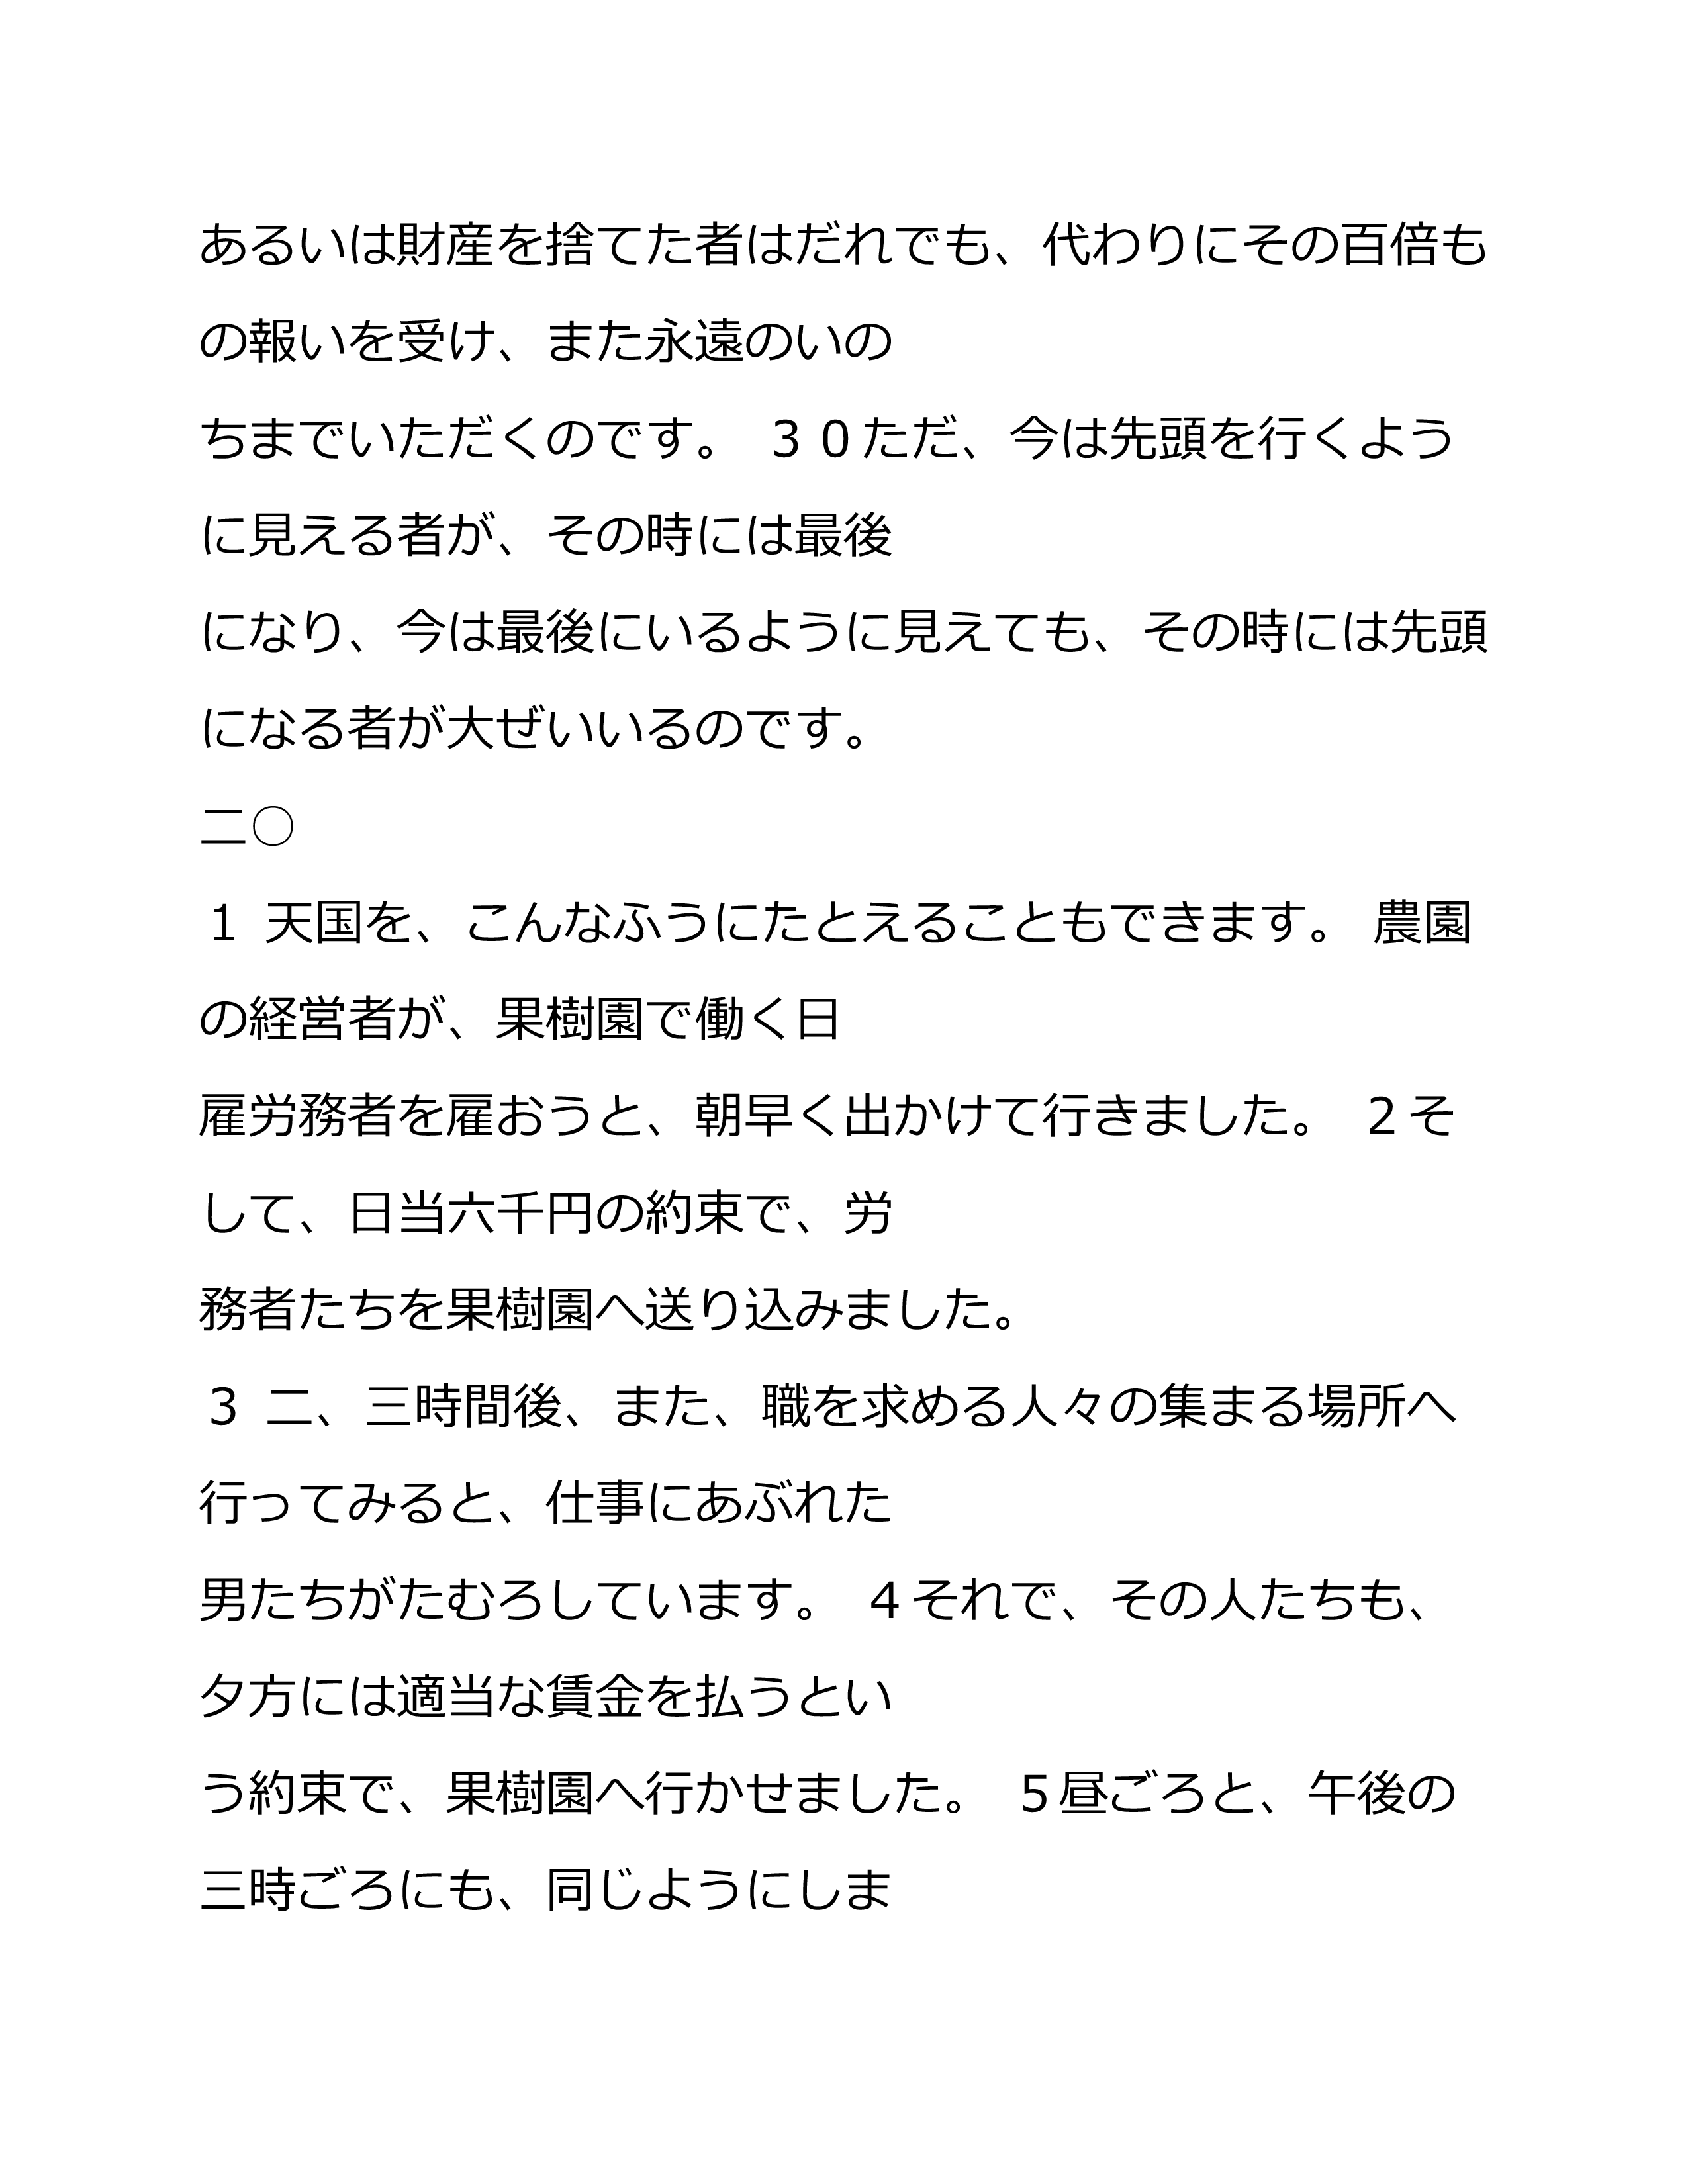 あるいは財産を捨てた者はだれでも、代わりにその百倍も
の報いを受け、また永遠のいの
ちまでいただくのです。 ３０ただ、今は先頭を行くよう
に見える者が、その時には最後
になり、今は最後にいるように見えても、その時には先頭
になる者が大ぜいいるのです。
二〇
１ 天国を、こんなふうにたとえることもできます。 農園
の経営者が、果樹園で働く日
雇労務者を雇おうと、朝早く出かけて行きました。 ２そ
して、日当六千円の約束で、労
務者たちを果樹園へ送り込みました。
３ 二、三時間後、また、職を求める人々の集まる場所へ
行ってみると、仕事にあぶれた
男たちがたむろしています。 ４それで、その人たちも、
夕方には適当な賃金を払うとい
う約束で、果樹園へ行かせました。 ５昼ごろと、午後の
三時ごろにも、同じようにしま